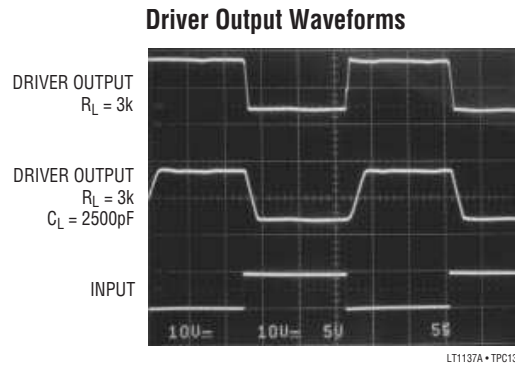 Driver Output Waveforms
DRIVER OUTPUT
R_L = 3k
DRIVER OUTPUT
R_L = 3k
C_L = 2500pF
INPUT
10V 10V 5V
LT1137A • TPC13